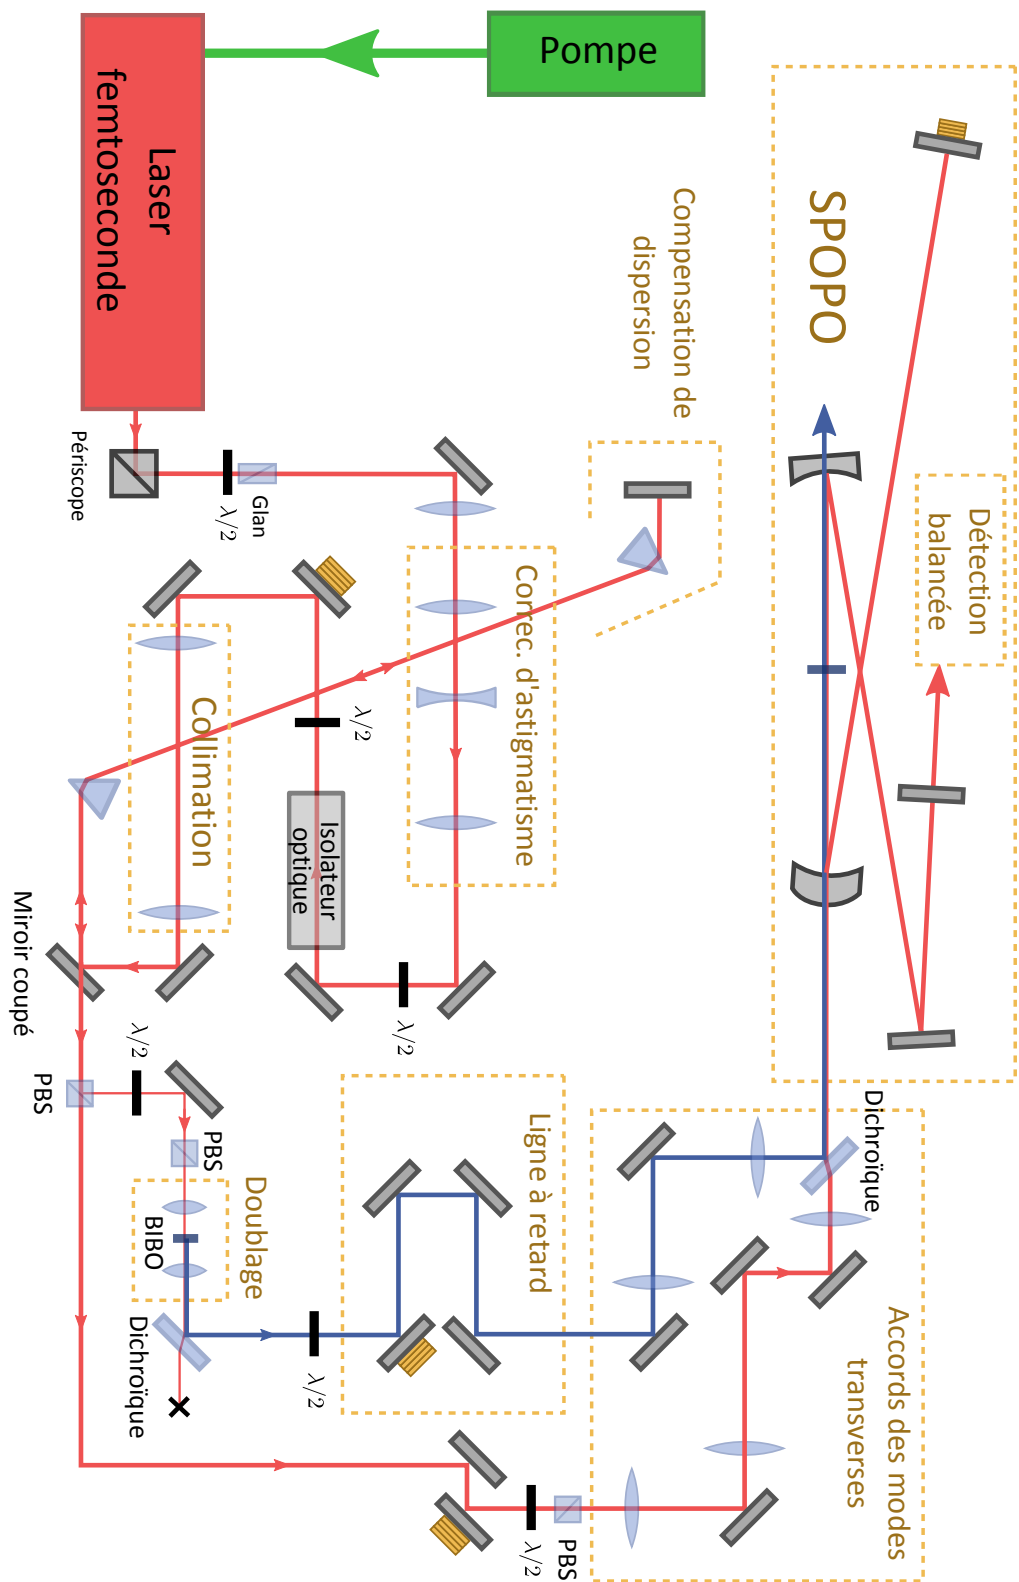 Pompe
Laser
femtoseconde
SPOPO
Détection
balancée
Compensation de
dispersion
Périscope
λ/2
Glan
Correc. d'astigmatisme
λ/2
Isolateur
optique
Collimation
λ/2
Miroir coupé
PBS
λ/2
PBS
BIBO
Doublage
Dichroïque
λ/2
Ligne à retard
Dichroïque
Accords des modes
transverses
λ/2
PBS